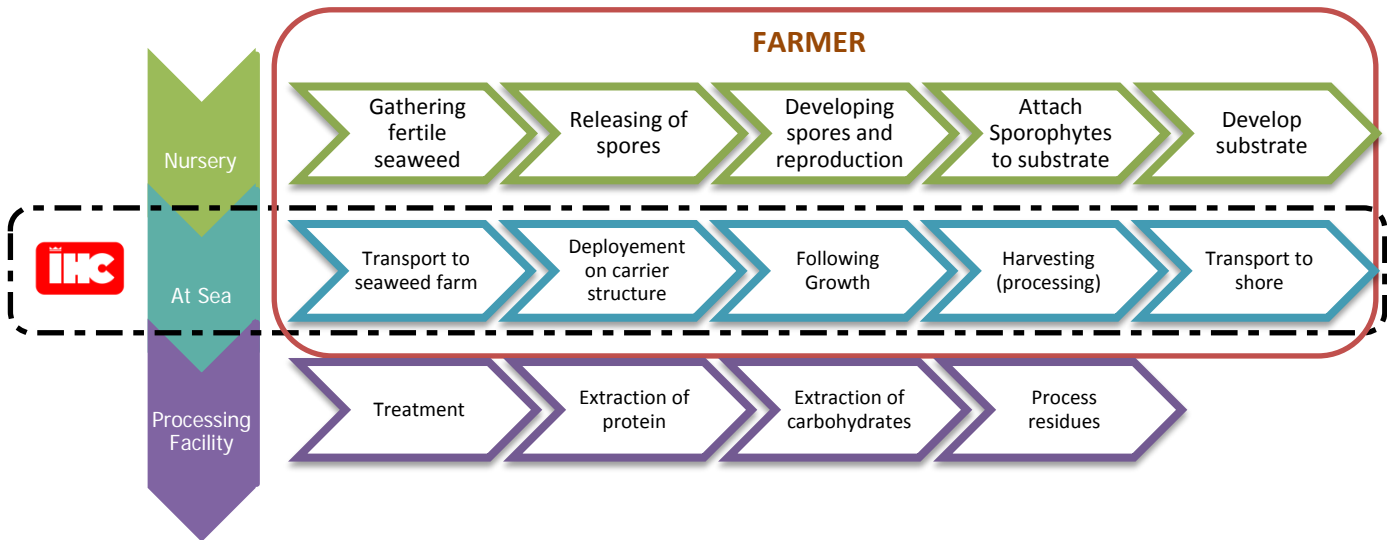 FARMER
Nursery
Gathering
fertile
seaweed
Releasing of
spores
Developing
spores and
reproduction
Attach
Sporophytes
to substrate
Develop
substrate
IHC
At Sea
Transport to
seaweed farm
Deployement
on carrier
structure
Following
Growth
Harvesting
(processing)
Transport to
shore
Processing
Facility
Treatment
Extraction of
protein
Extraction of
carbohydrates
Process
residues